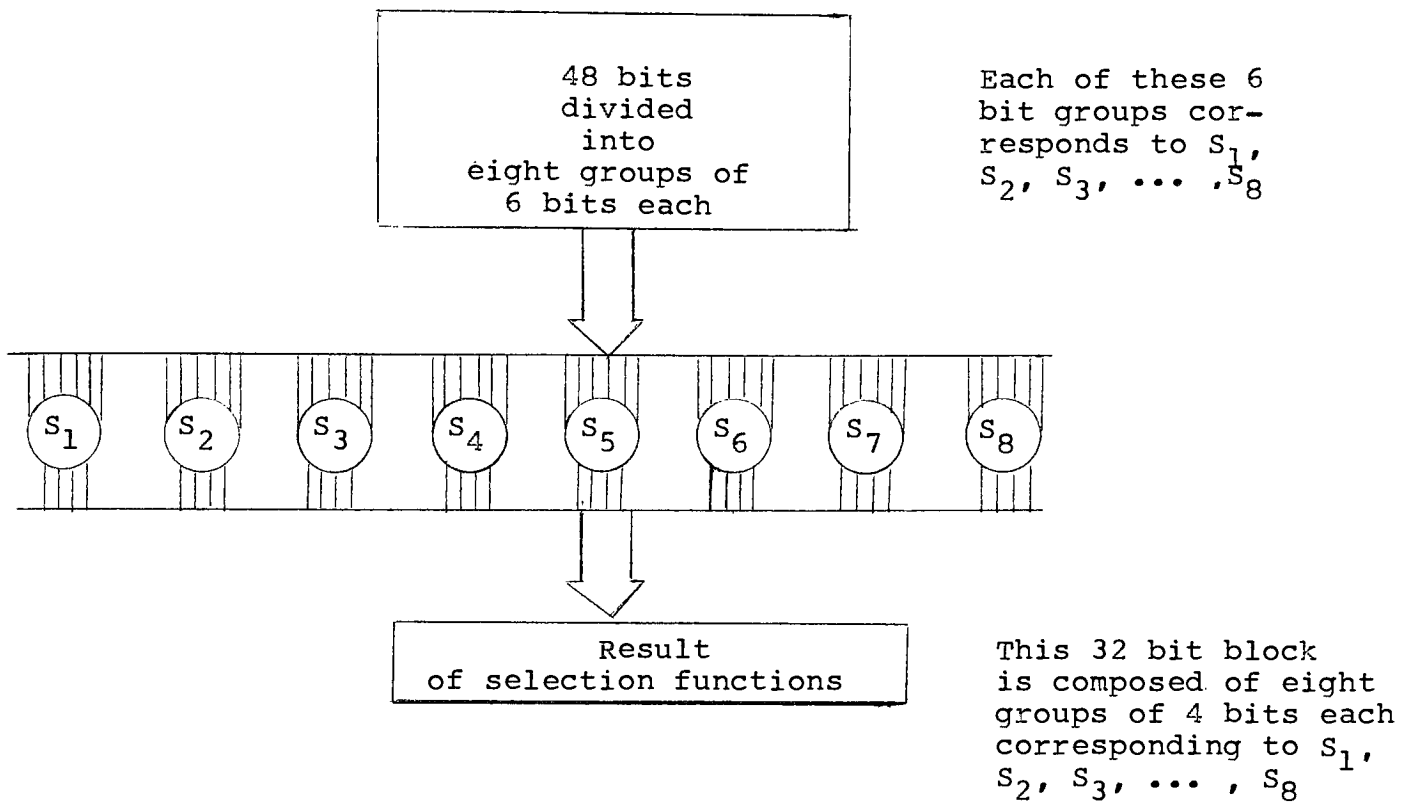 48 bits
divided
into
eight groups of
6 bits each
Each of these 6
bit groups cor-
responds to S1,
S2, S3, ... ,S8
S1 S2 S3 S4 S5 S6 S7 S8
Result
of selection functions
This 32 bit block
is composed of eight
groups of 4 bits each
corresponding to S1,
S2, S3, ... , S8